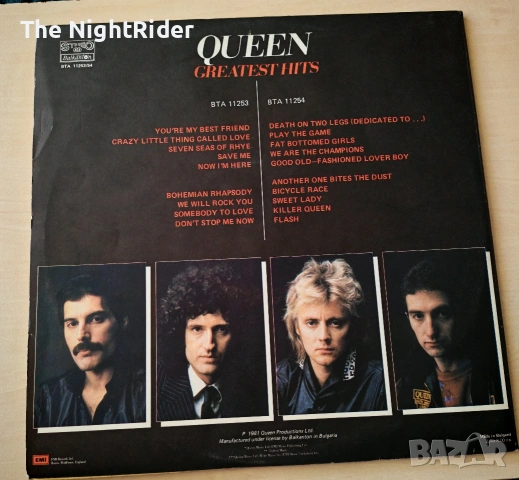 The NightRider
STEREO
Balkanton
BTA 11253/54
QUEEN
GREATEST HITS
BTA 11253
YOU'RE MY BEST FRIEND
CRAZY LITTLE THING CALLED LOVE
SEVEN SEAS OF RHYE
SAVE ME
NOW I'M HERE
BOHEMIAN RHAPSODY
WE WILL ROCK YOU
SOMEBODY TO LOVE
DON'T STOP ME NOW
BTA 11254
DEATH ON TWO LEGS (DEDICATED TO . . .)
PLAY THE GAME
FAT BOTTOMED GIRLS
WE ARE THE CHAMPIONS
GOOD OLD–FASHIONED LOVER BOY
ANOTHER ONE BITES THE DUST
BICYCLE RACE
SWEET LADY
KILLER QUEEN
FLASH
P 1981 Queen Productions Ltd.
Manufactured under license by Balkanton in Bulgaria
EMI
Made in Bulgaria
BAZAR